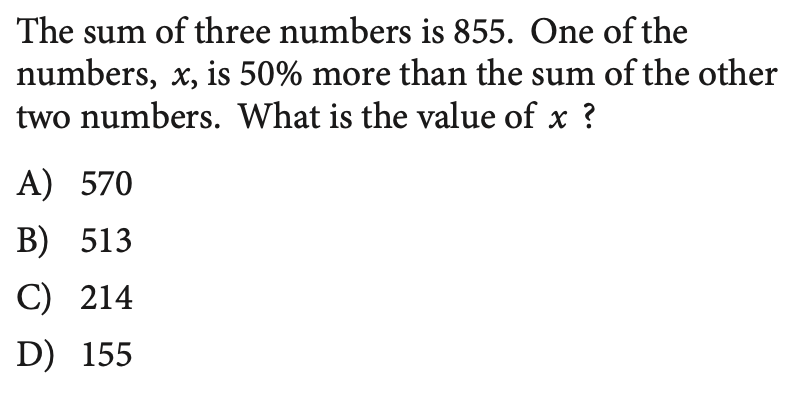 The sum of three numbers is 855. One of the
numbers, x, is 50% more than the sum of the other
two numbers. What is the value of x ?
A) 570
B) 513
C) 214
D) 155